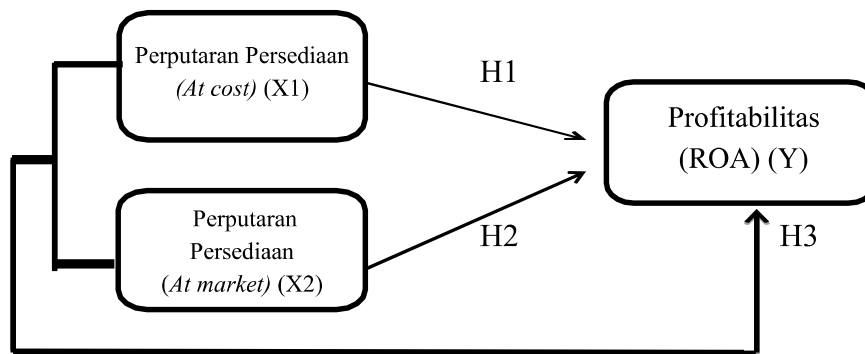 Perputaran Persediaan
(At cost) (X1)
H1
Profitabilitas
(ROA) (Y)
Perputaran
Persediaan
(At market) (X2)
H2
H3